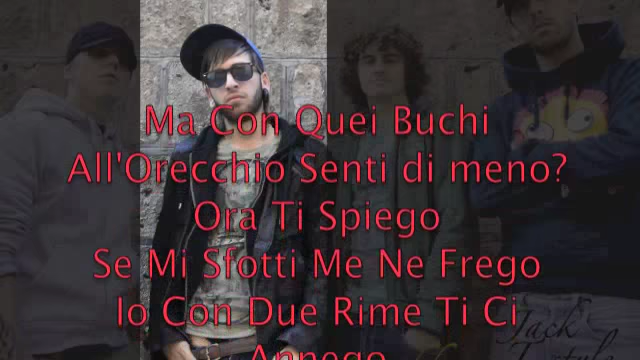 Ma Con Quei Buchi
All'Orecchio Senti di meno?
Ora Ti Spiego
Se Mi Sfotti Me Ne Frego
Io Con Due Rime Ti Ci
Annego
Jack